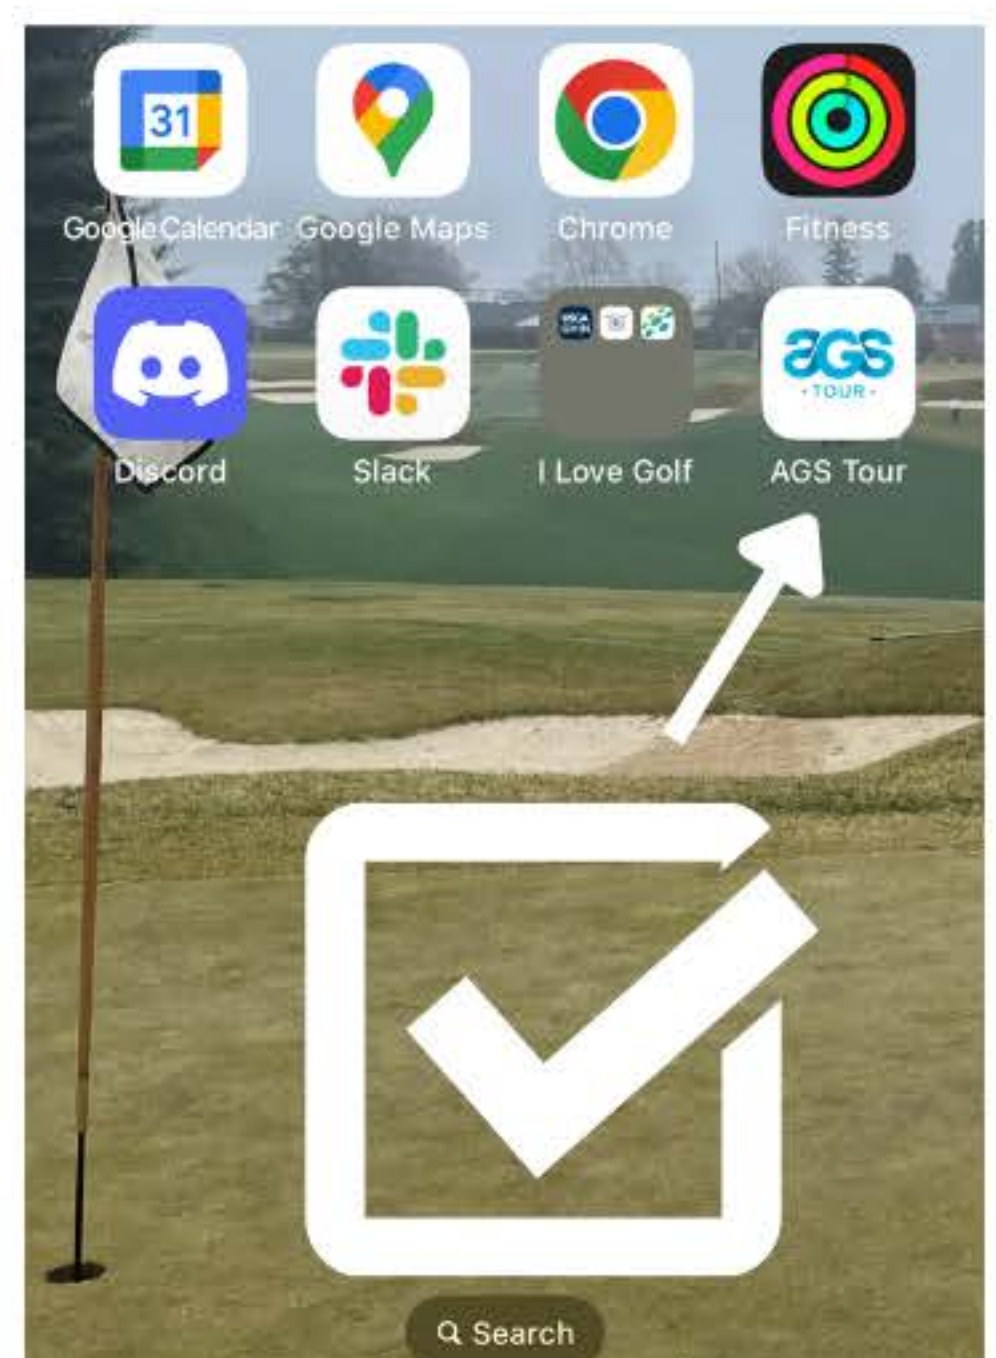 31
Google Calendar
Google Maps
Chrome
Fitness
AGS
· TOUR ·
Discord
Slack
I Love Golf
AGS Tour
Search